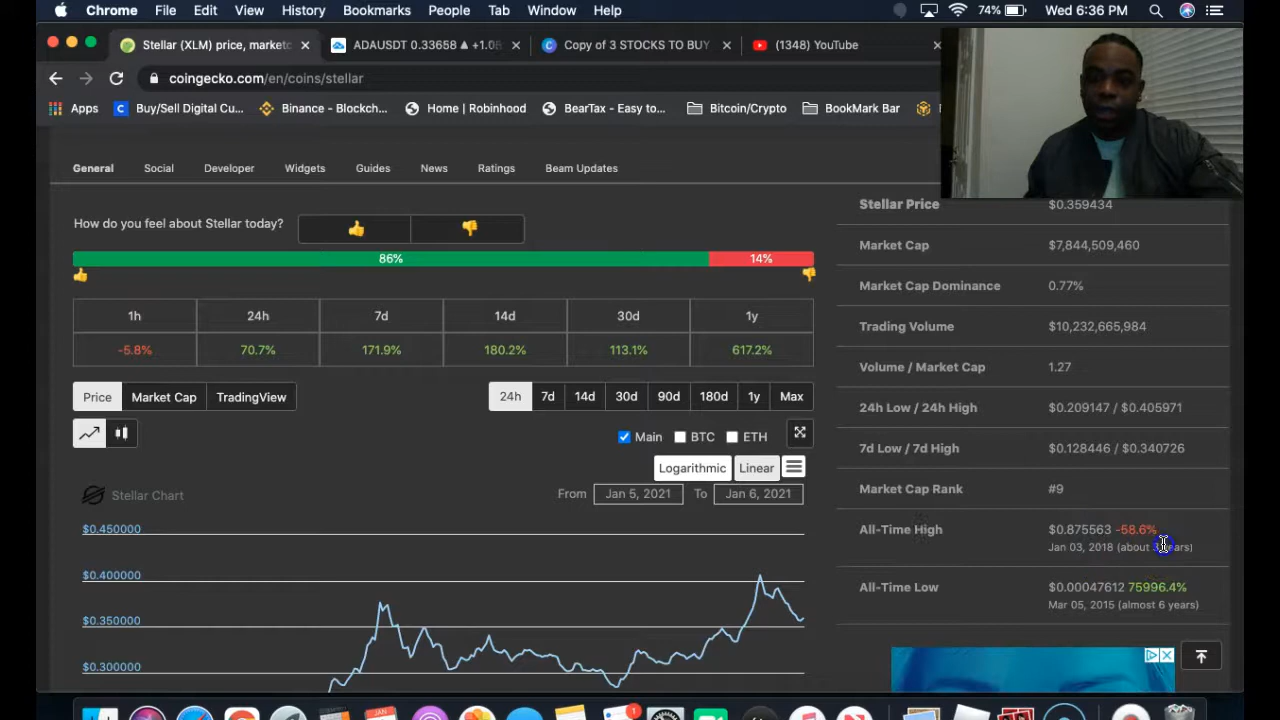 Chrome File Edit View History Bookmarks People Tab Window Help 74% Wed 6:36 PM
Stellar (XLM) price, marketc ADAUSDT 0.33658 ▲ +1.0 Copy of 3 STOCKS TO BUY (1348) YouTube
coingecko.com/en/coins/stellar
Apps Buy/Sell Digital Cu... Binance - Blockch... Home | Robinhood BearTax - Easy to... Bitcoin/Crypto BookMark Bar
General Social Developer Widgets Guides News Ratings Beam Updates
How do you feel about Stellar today?
86% 14%
1h 24h 7d 14d 30d 1y
-5.8% 70.7% 171.9% 180.2% 113.1% 617.2%
Price Market Cap TradingView 24h 7d 14d 30d 90d 180d 1y Max
Main BTC ETH
Logarithmic Linear
Stellar Chart From Jan 5, 2021 To Jan 6, 2021
$0.450000
$0.400000
$0.350000
$0.300000
Stellar Price $0.359434
Market Cap $7,844,509,460
Market Cap Dominance 0.77%
Trading Volume $10,232,665,984
Volume / Market Cap 1.27
24h Low / 24h High $0.209147 / $0.405971
7d Low / 7d High $0.128446 / $0.340726
Market Cap Rank #9
All-Time High $0.875563 -58.6%
Jan 03, 2018 (about 3 years)
All-Time Low $0.00047612 75996.4%
Mar 05, 2015 (almost 6 years)
JAN
1